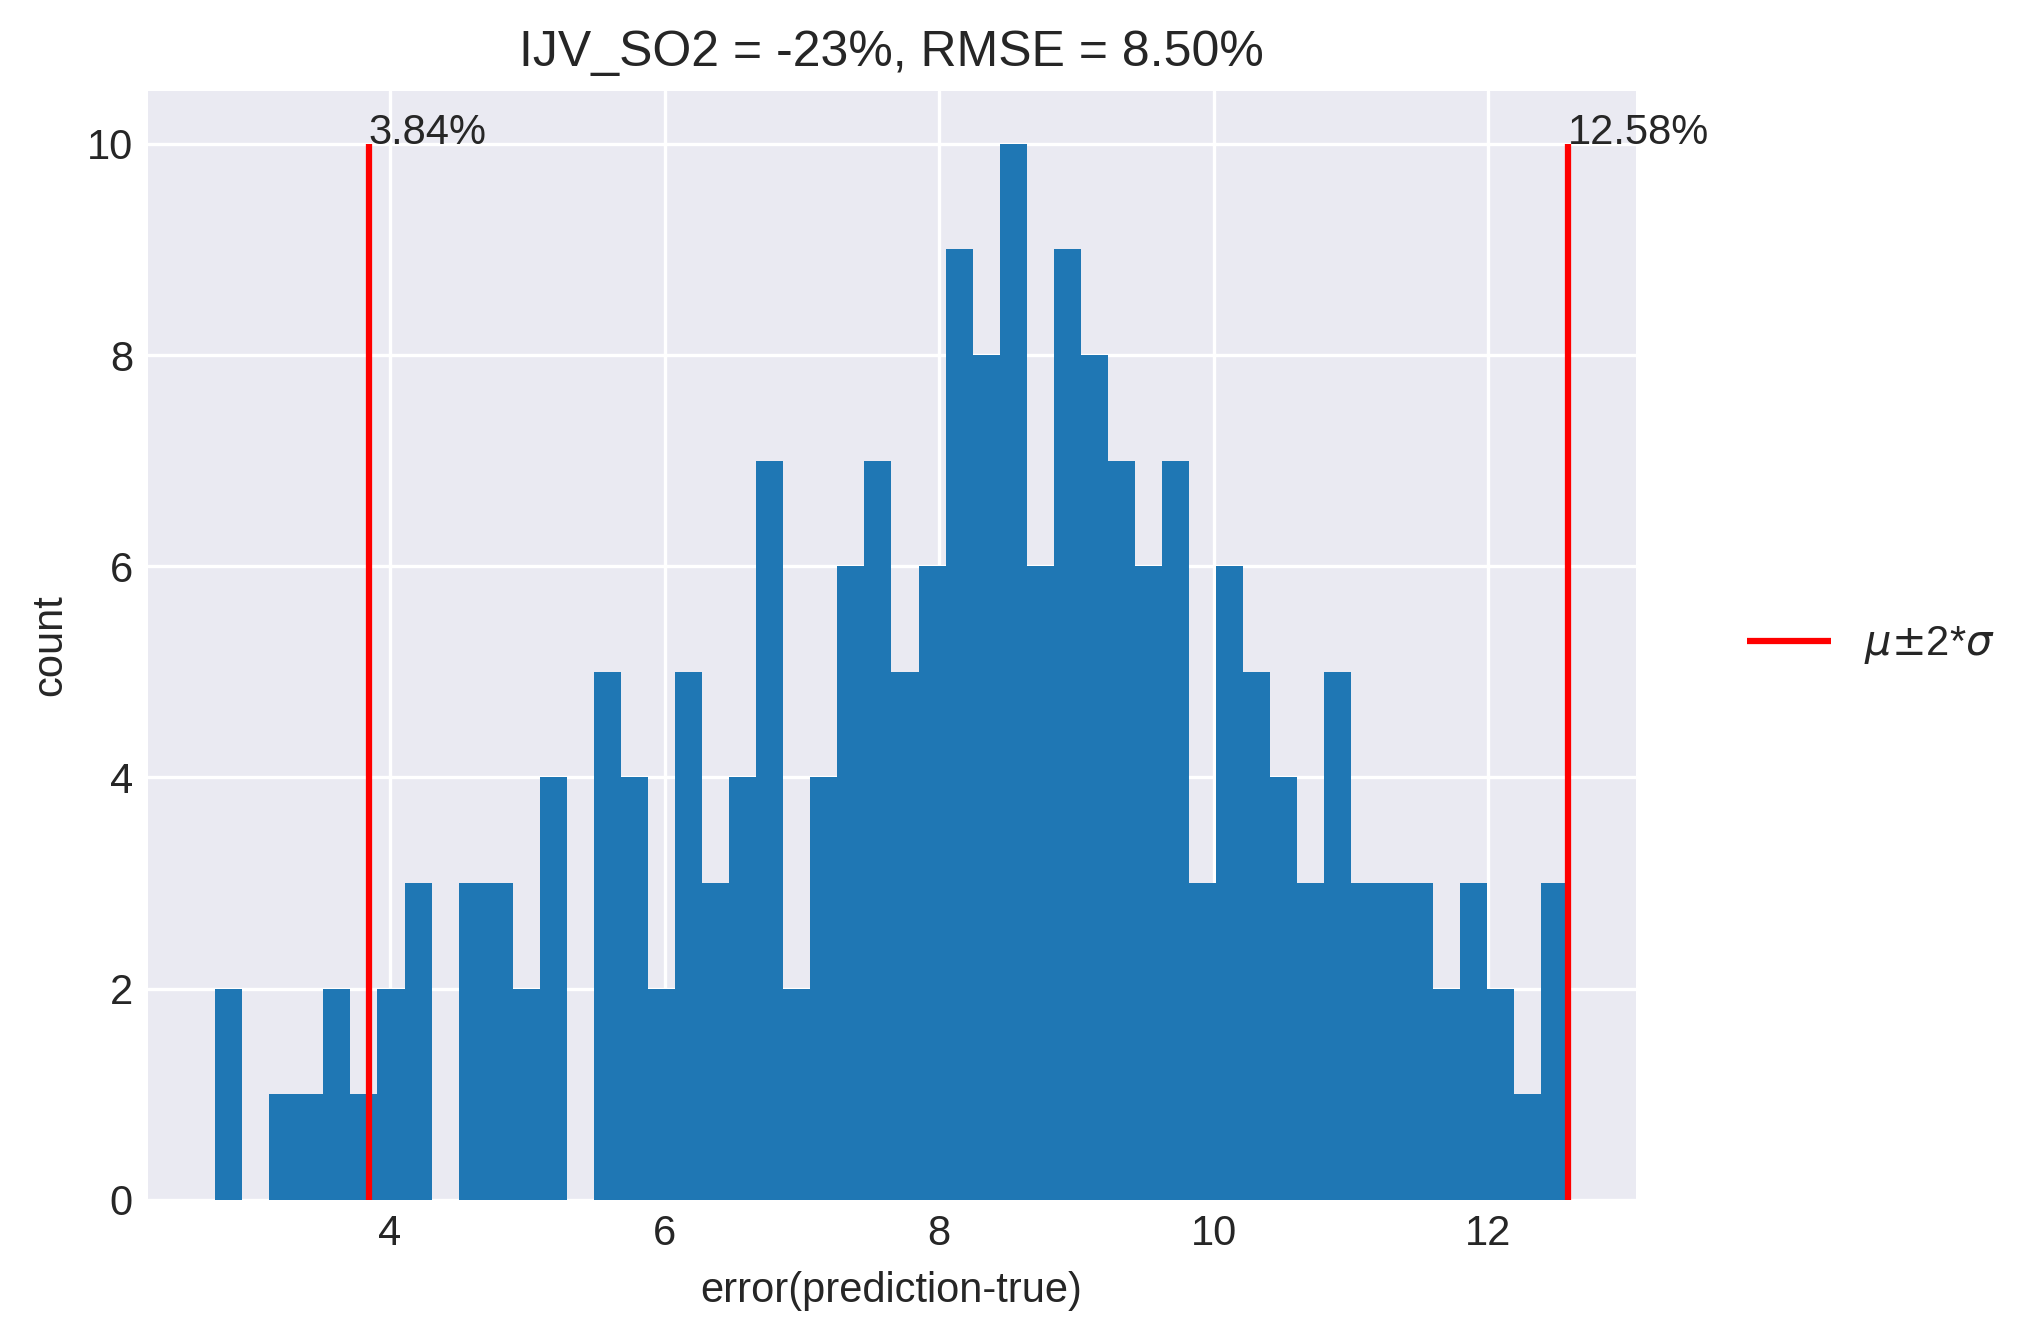 IJV_SO2 = -23%, RMSE = 8.50%
3.84%
12.58%
10
8
6
4
2
0
count
μ±2*σ
4 6 8 10 12
error(prediction-true)